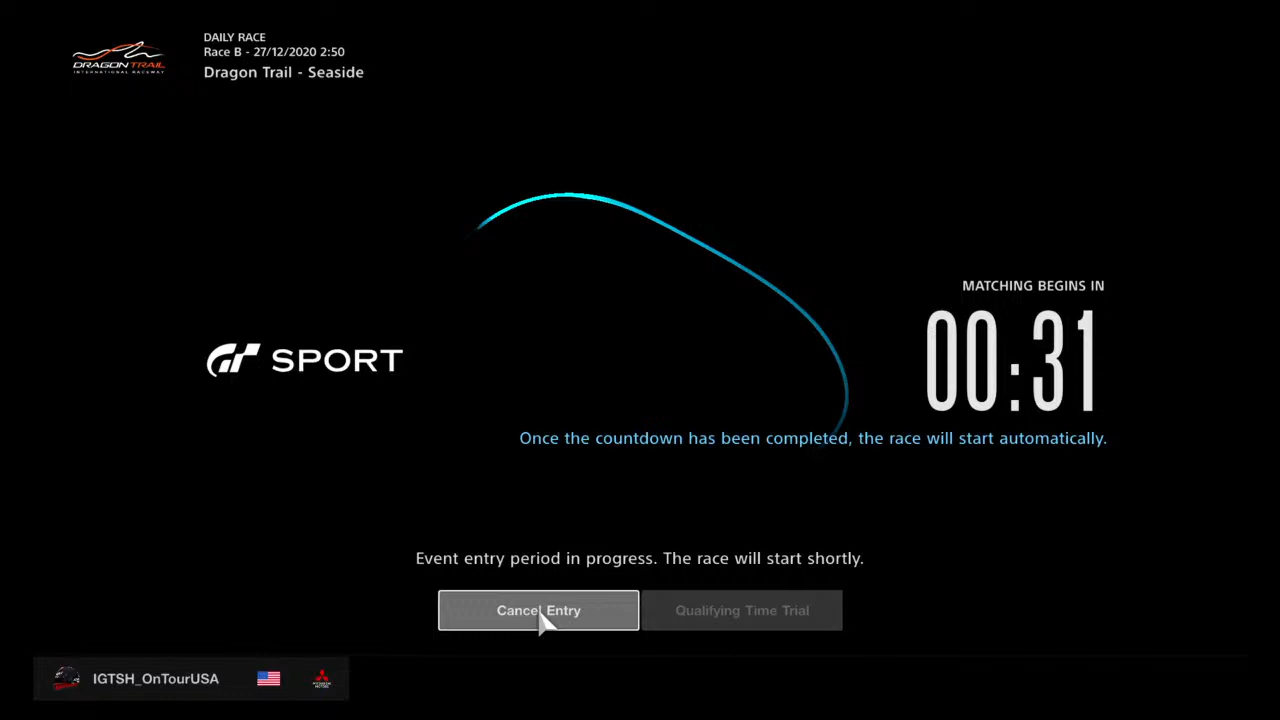 DRAGON TRAIL
INTERNATIONAL RACEWAY
DAILY RACE
Race B - 27/12/2020 2:50
Dragon Trail - Seaside
MATCHING BEGINS IN
00:31
GT SPORT
Once the countdown has been completed, the race will start automatically.
Event entry period in progress. The race will start shortly.
Cancel Entry
Qualifying Time Trial
IGTSH_OnTourUSA
MITSUBISHI
MOTORS